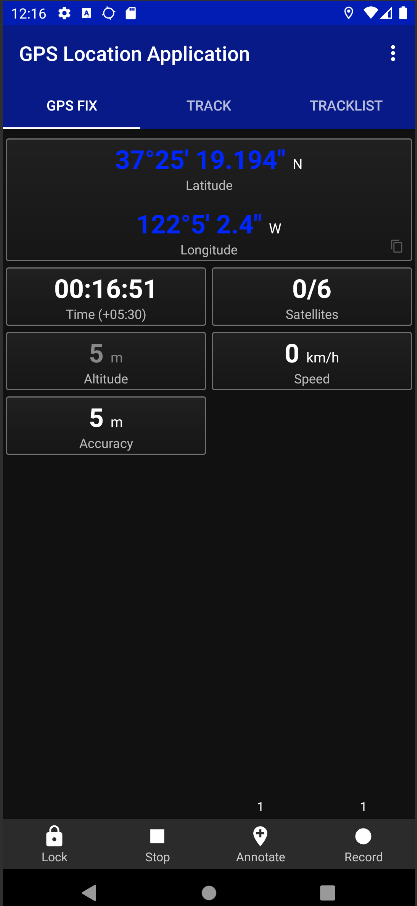 12:16
GPS Location Application
GPS FIX TRACK TRACKLIST
37°25' 19.194" N
Latitude
122°5' 2.4" W
Longitude
00:16:51
Time (+05:30)
0/6
Satellites
5 m
Altitude
0 km/h
Speed
5 m
Accuracy
1 1
Lock Stop Annotate Record